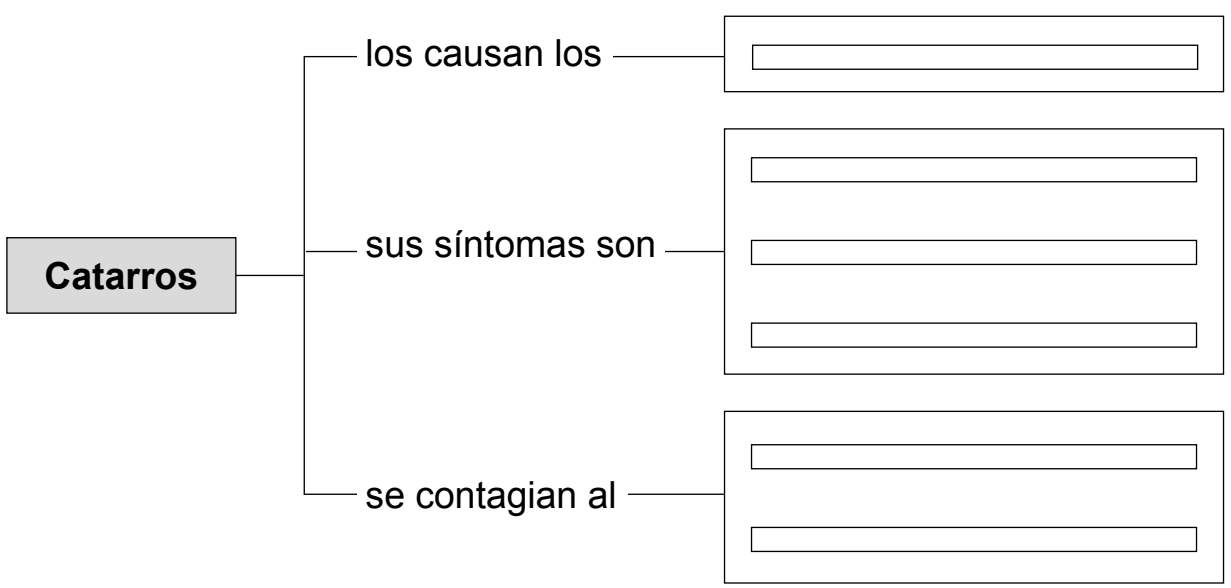 los causan los
sus síntomas son
Catarros
se contagian al